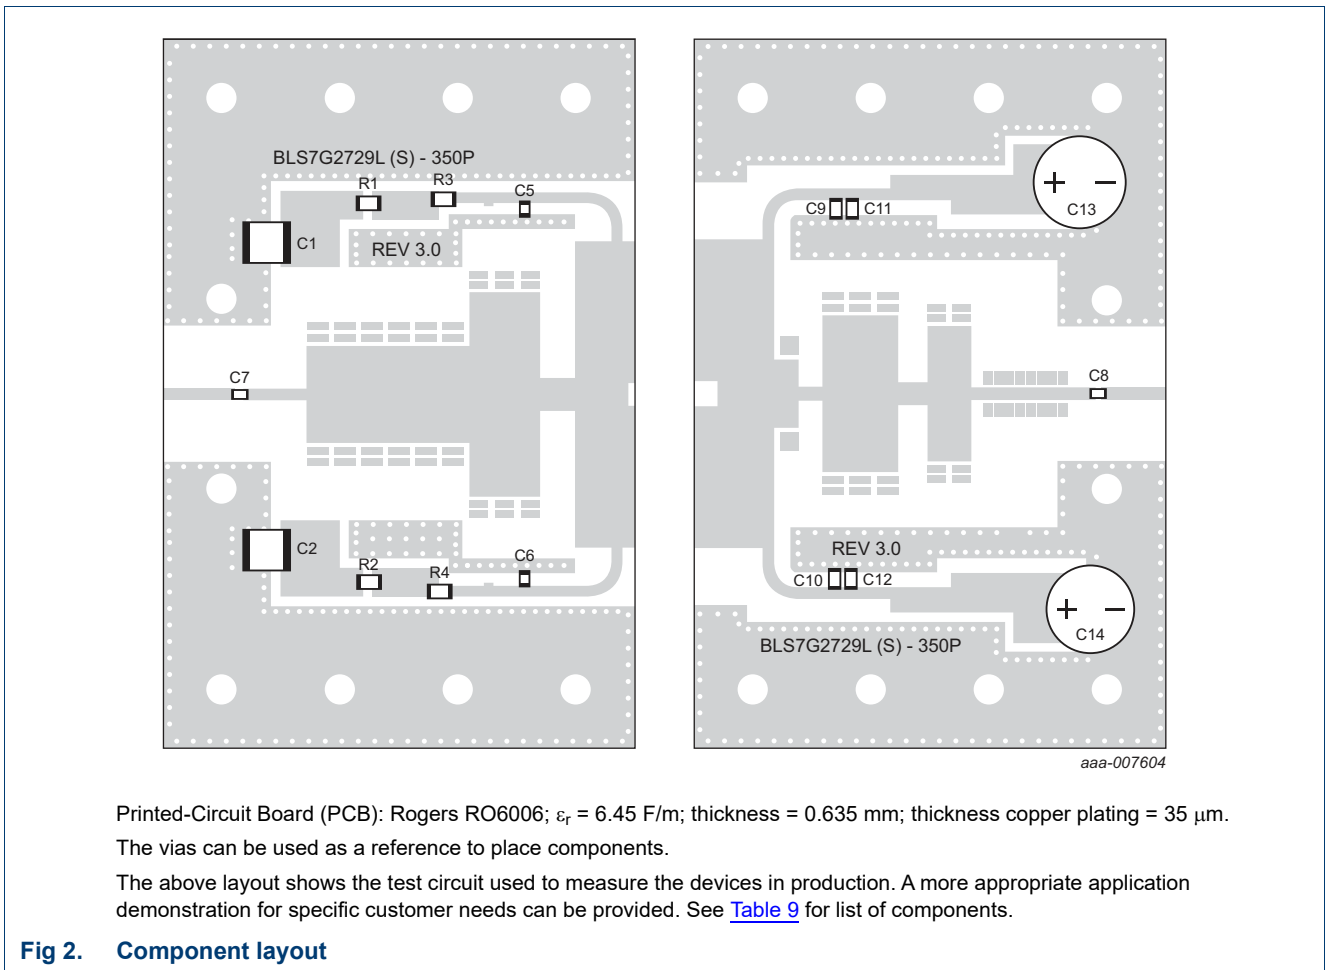 BLS7G2729L (S) - 350P
R1
R3
C5
C1
REV 3.0
C7
C2
R2
R4
C6
C9
C11
+ −
C13
C8
REV 3.0
C10
C12
+ −
C14
BLS7G2729L (S) - 350P
aaa-007604
Printed-Circuit Board (PCB): Rogers RO6006; εr = 6.45 F/m; thickness = 0.635 mm; thickness copper plating = 35 μm.
The vias can be used as a reference to place components.
The above layout shows the test circuit used to measure the devices in production. A more appropriate application
demonstration for specific customer needs can be provided. See Table 9 for list of components.
Fig 2. Component layout